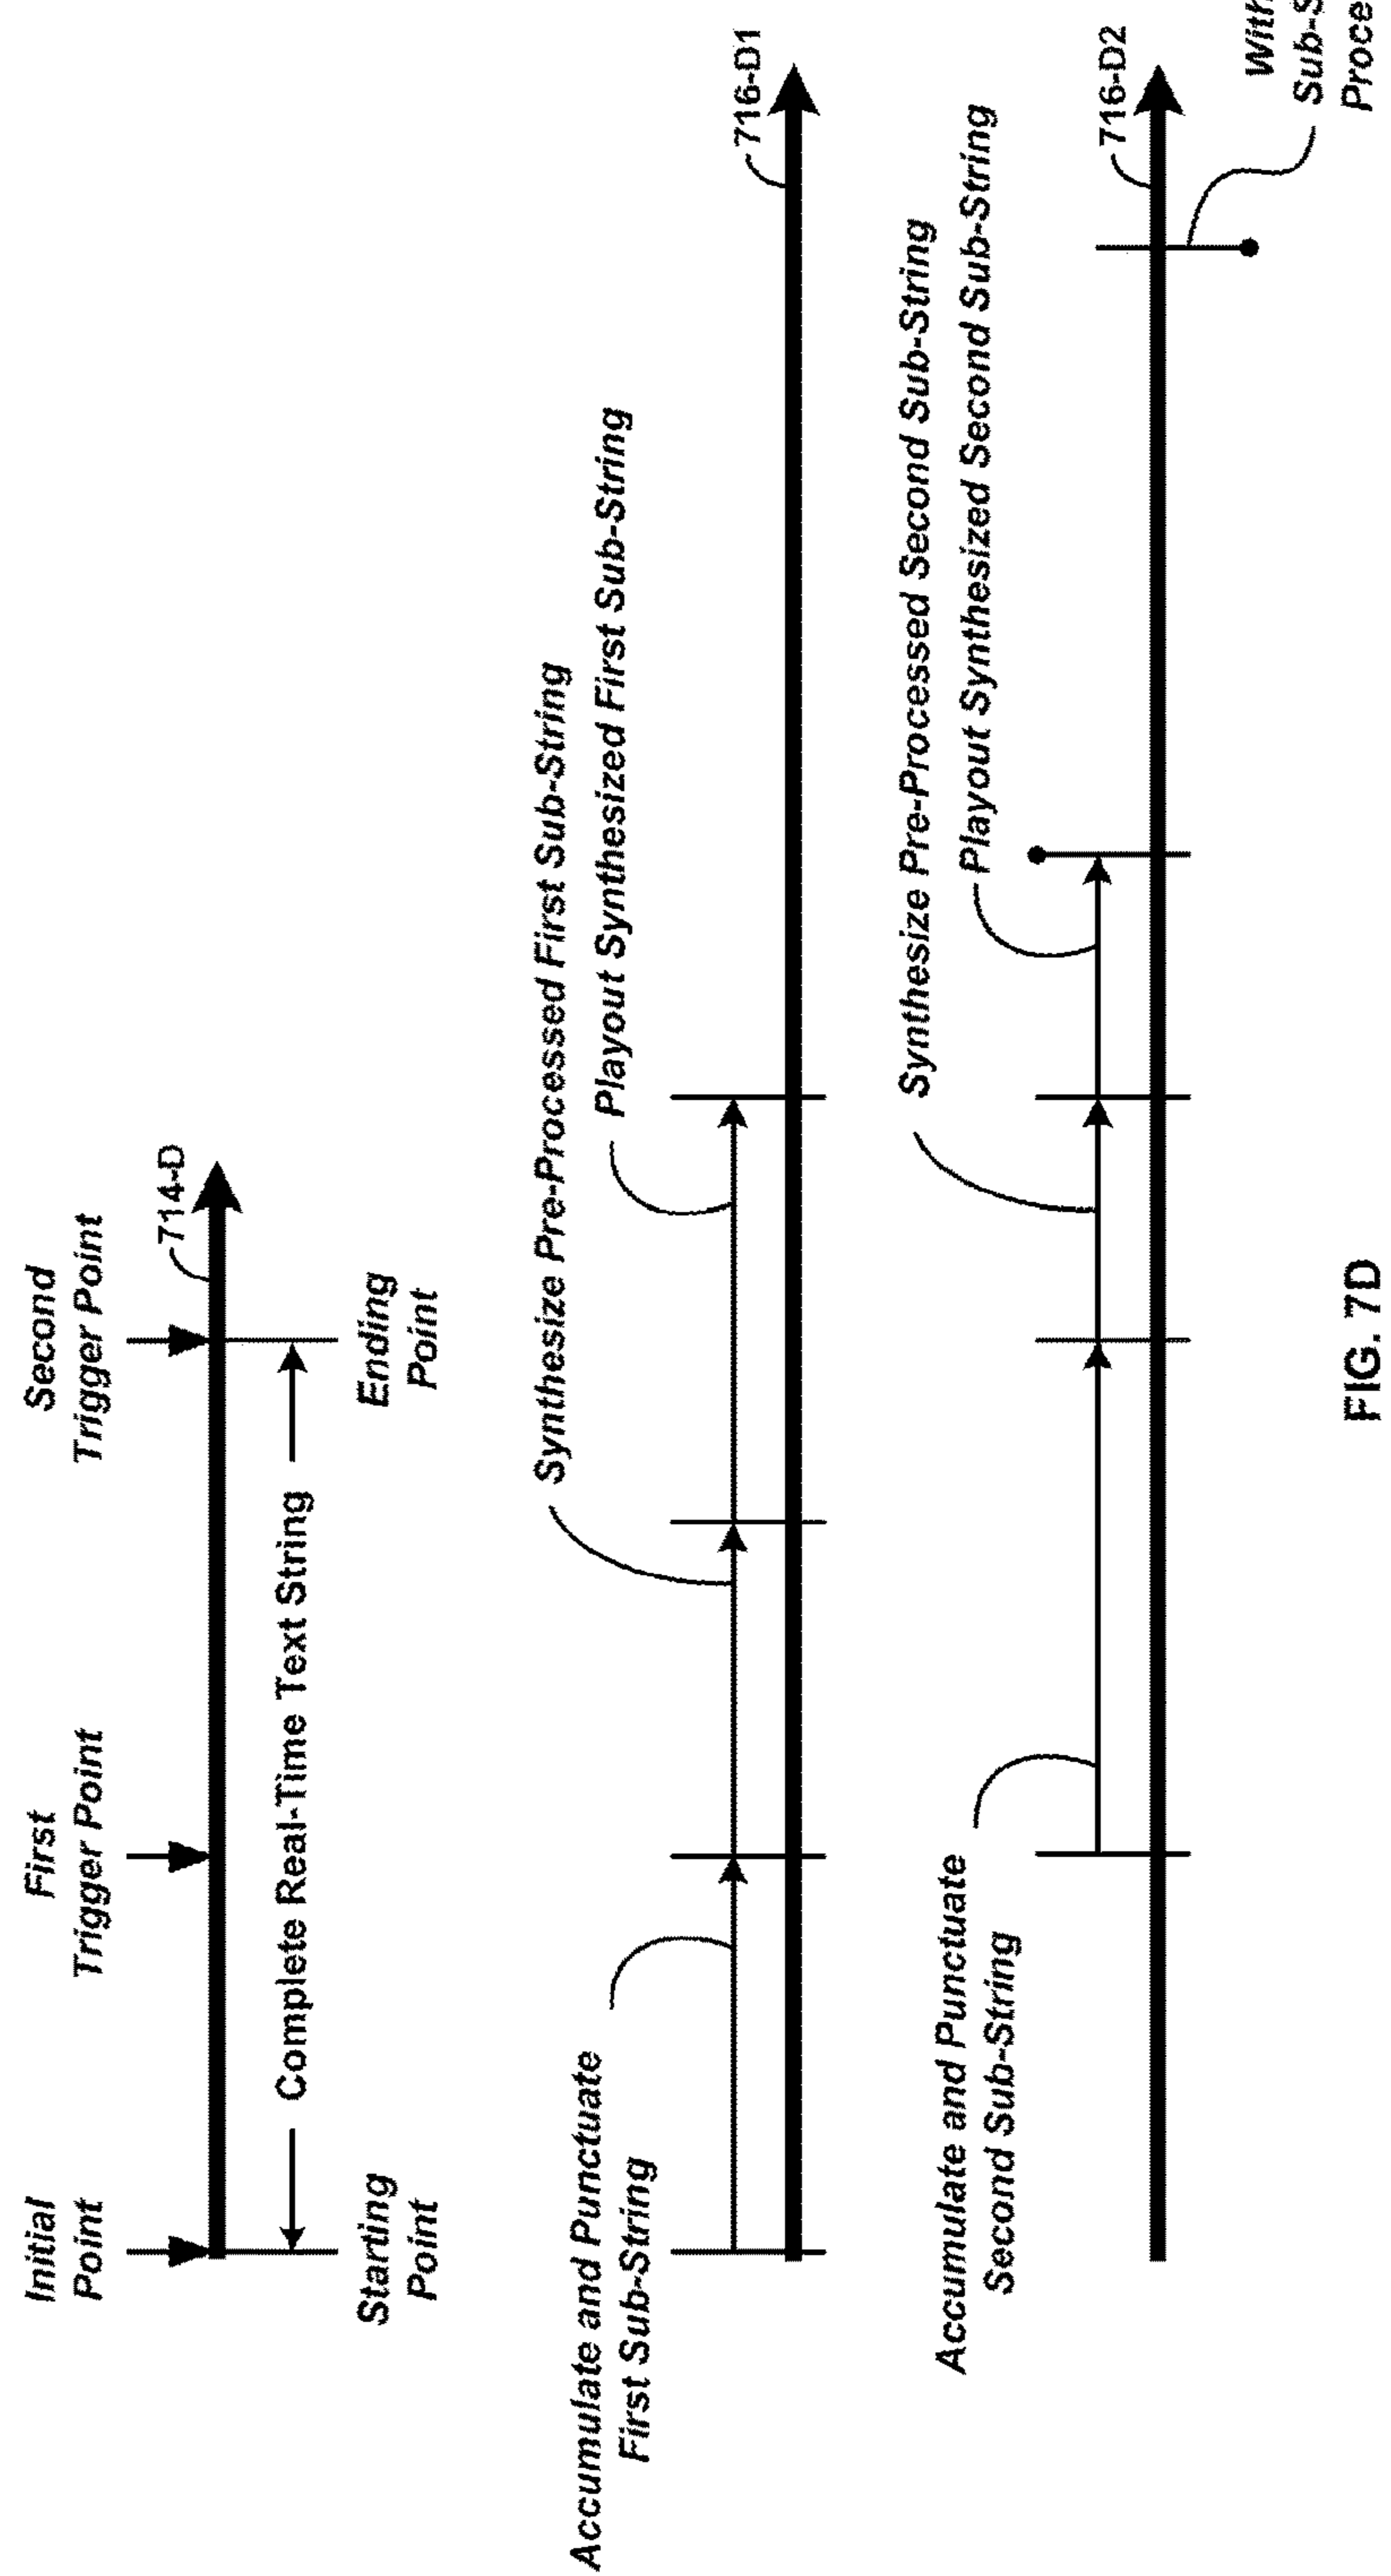 Initial
Point
First
Trigger Point
Second
Trigger Point
714-D
Complete Real-Time Text String
Starting
Point
Ending
Point
Synthesize Pre-Processed First Sub-String
Playout Synthesized First Sub-String
Accumulate and Punctuate
First Sub-String
716-D1
Synthesize Pre-Processed Second Sub-String
Playout Synthesized Second Sub-String
Accumulate and Punctuate
Second Sub-String
716-D2
With
Sub-S
Proce
FIG. 7D